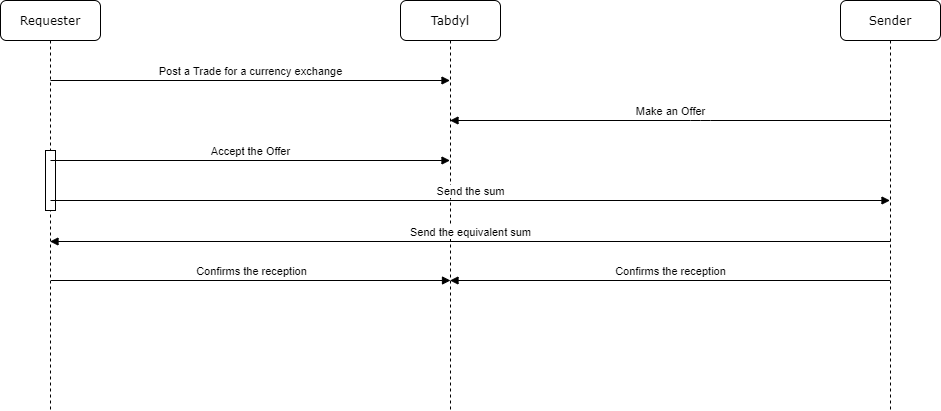 Requester
Tabdyl
Sender
Post a Trade for a currency exchange
Make an Offer
Accept the Offer
Send the sum
Send the equivalent sum
Confirms the reception
Confirms the reception